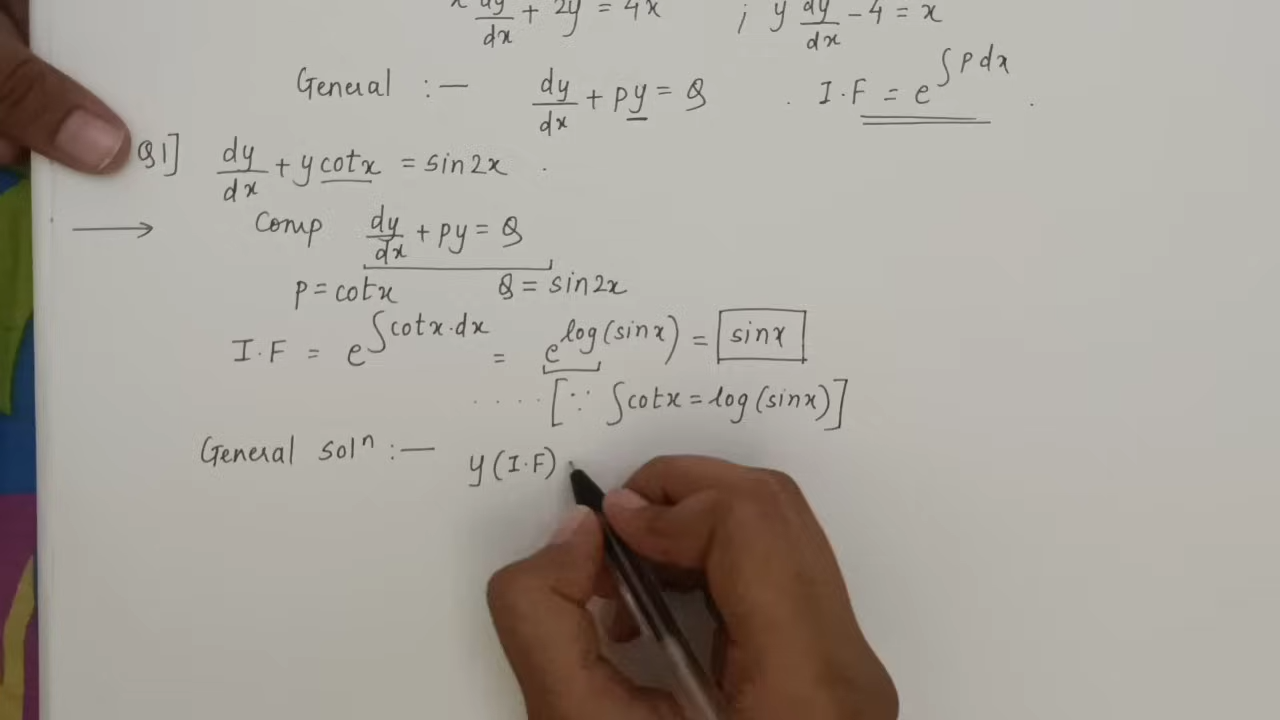 x dy/dx + 2y = 4x ; y dy/dx - 4 = x
General :— dy/dx + py = Q . I.F = e^∫p dx .
Q1] dy/dx + y cotx = sin2x .
→ Comp dy/dx + py = Q
p = cotx Q = sin2x
I.F = e^∫cotx.dx = e^log(sinx) = sinx
.... [∵ ∫cotx = log(sinx)]
General solⁿ :— y(I.F)